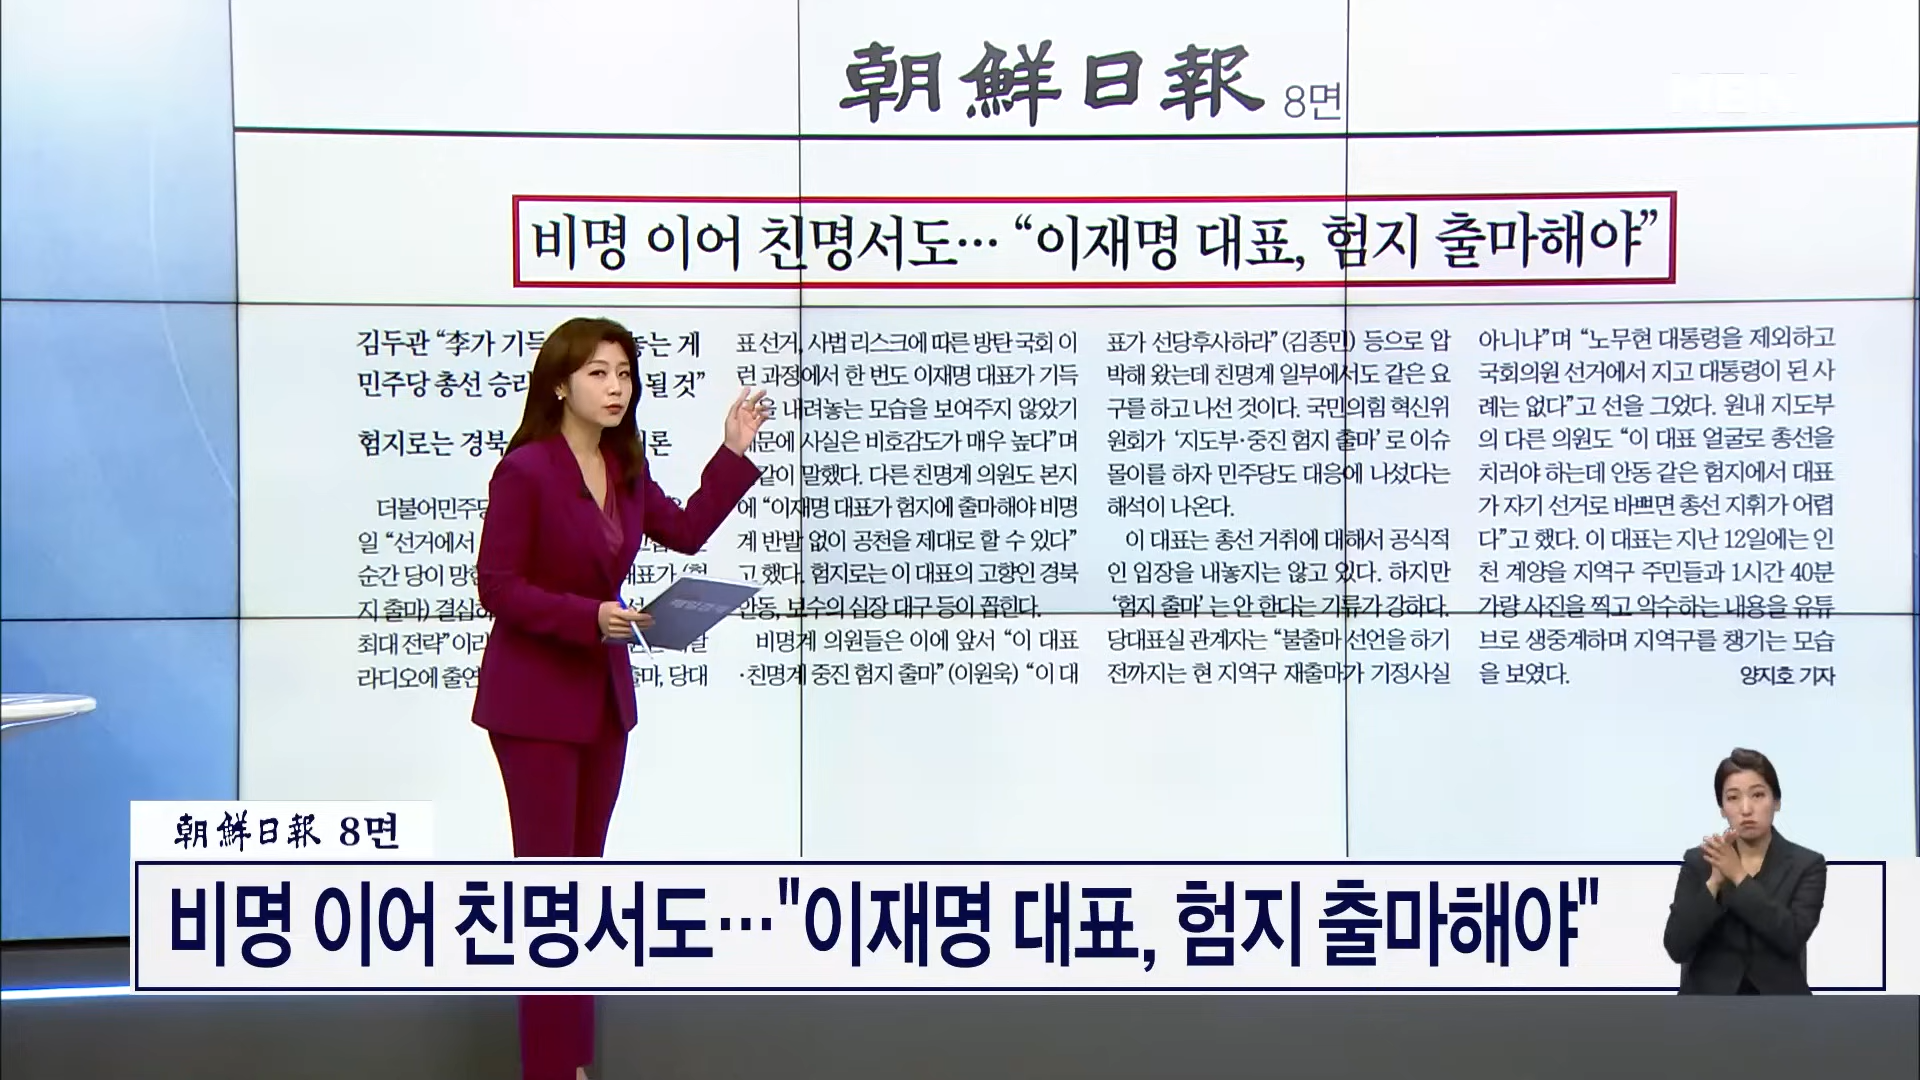 朝鮮日報 8면
MBN
비명 이어 친명서도… “이재명 대표, 험지 출마해야”
김두관 “李가 기득 놓는 게
민주당 총선 승리 될 것”
험지로는 경북 론
더불어민주당
일 “선거에서
순간 당이 망 대표가 (험
지 출마) 결심
최대 전략”이라
라디오에 출연 출마, 당대
표 선거, 사법 리스크에 따른 방탄 국회 이
런 과정에서 한 번도 이재명 대표가 기득
을 내려놓는 모습을 보여주지 않았기
때문에 사실은 비호감도가 매우 높다”며
같이 말했다. 다른 친명계 의원도 본지
에 “이재명 대표가 험지에 출마해야 비명
계 반발 없이 공천을 제대로 할 수 있다”
고 했다. 험지로는 이 대표의 고향인 경북
안동, 보수의 심장 대구 등이 꼽힌다.
비명계 의원들은 이에 앞서 “이 대표
·친명계 중진 험지 출마” (이원욱) “이 대
표가 선당후사하라” (김종민) 등으로 압
박해 왔는데 친명계 일부에서도 같은 요
구를 하고 나선 것이다. 국민의힘 혁신위
원회가 ‘지도부·중진 험지 출마’로 이슈
몰이를 하자 민주당도 대응에 나섰다는
해석이 나온다.
이 대표는 총선 거취에 대해서 공식적
인 입장을 내놓지는 않고 있다. 하지만
‘험지 출마’는 안 한다는 기류가 강하다.
당대표실 관계자는 “불출마 선언을 하기
전까지는 현 지역구 재출마가 기정사실
아니냐”며 “노무현 대통령을 제외하고
국회의원 선거에서 지고 대통령이 된 사
례는 없다”고 선을 그었다. 원내 지도부
의 다른 의원도 “이 대표 얼굴로 총선을
치러야 하는데 안동 같은 험지에서 대표
가 자기 선거로 바쁘면 총선 지휘가 어렵
다”고 했다. 이 대표는 지난 12일에는 인
천 계양을 지역구 주민들과 1시간 40분
가량 사진을 찍고 악수하는 내용을 유튜
브로 생중계하며 지역구를 챙기는 모습
을 보였다.
양지호 기자
매일경제
朝鮮日報 8면
비명 이어 친명서도…"이재명 대표, 험지 출마해야"